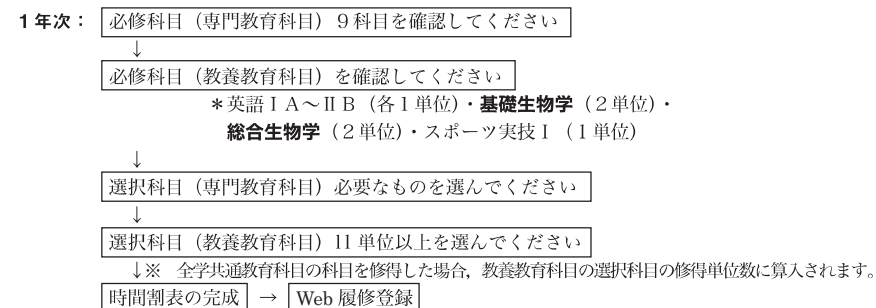 1年次： 必修科目（専門教育科目）９科目を確認してください
↓
必修科目（教養教育科目）を確認してください
＊英語ⅠＡ～ⅡＢ（各１単位）・基礎生物学（２単位）・
総合生物学（２単位）・スポーツ実技Ⅰ（１単位）
↓
選択科目（専門教育科目）必要なものを選んでください
↓
選択科目（教養教育科目）11単位以上を選んでください
↓※　全学共通教育科目の科目を修得した場合，教養教育科目の選択科目の修得単位数に算入されます。
時間割表の完成 → Web 履修登録